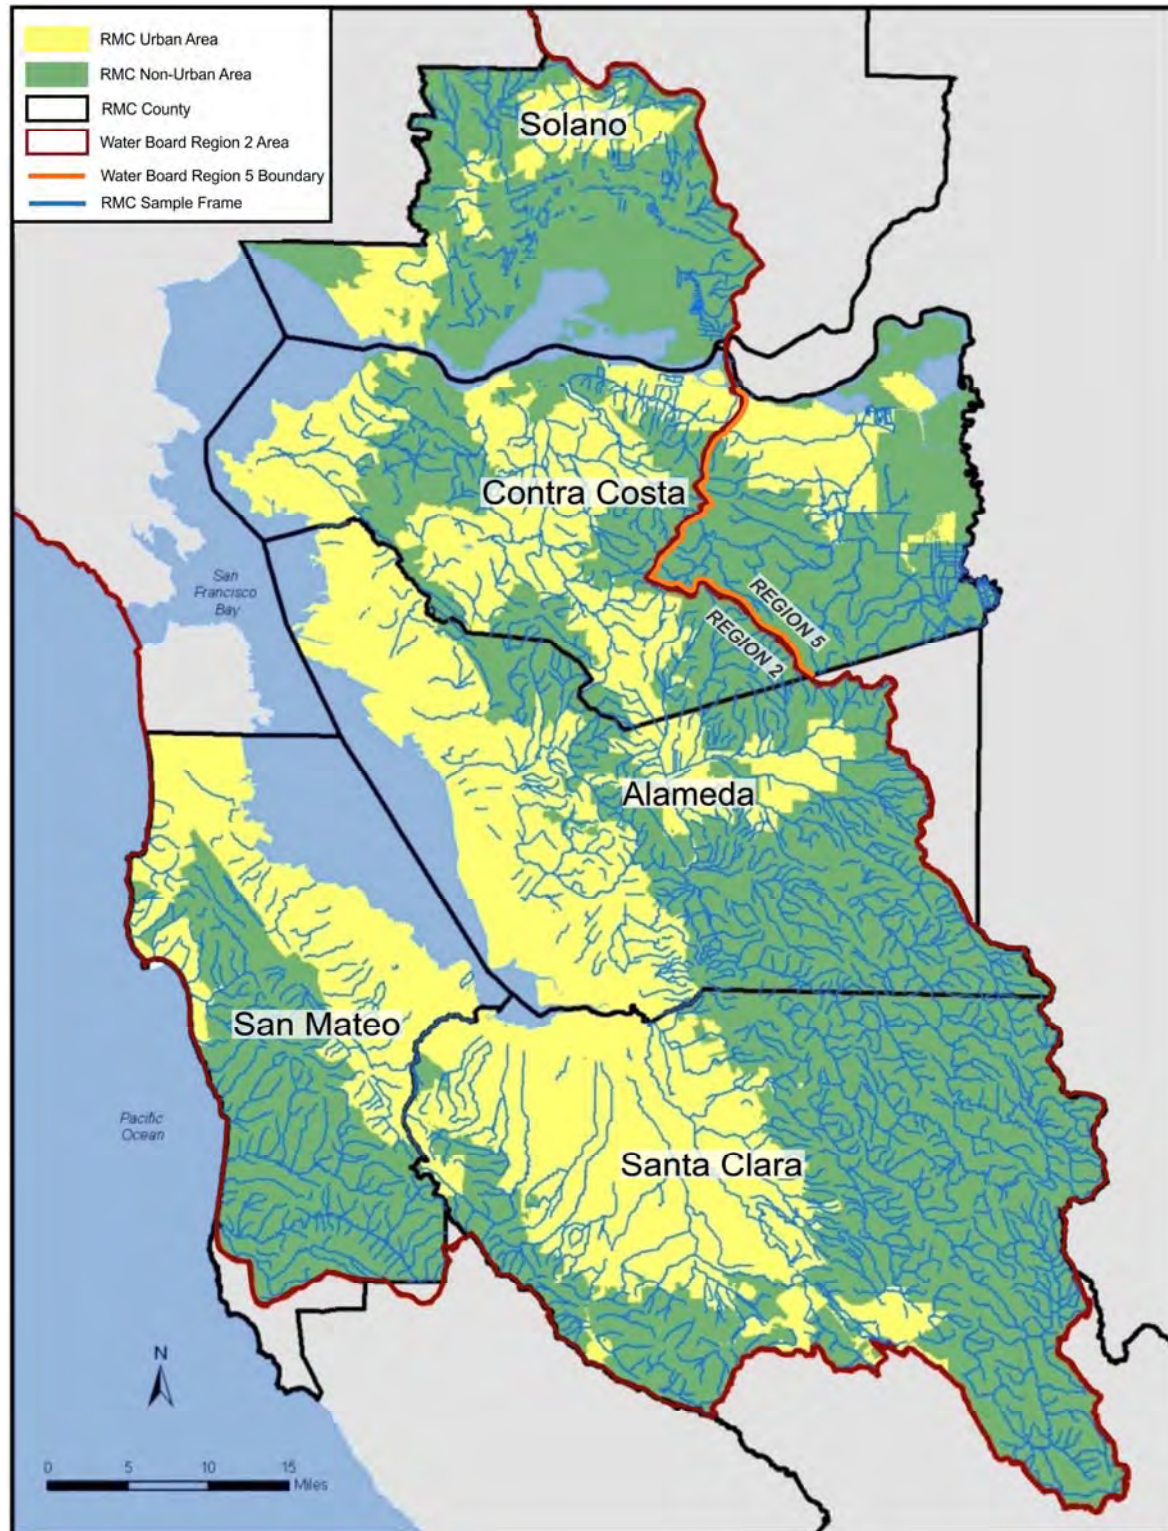 RMC Urban Area
RMC Non-Urban Area
RMC County
Water Board Region 2 Area
Water Board Region 5 Boundary
RMC Sample Frame
Solano
Contra Costa
San
Francisco
Bay
REGION 5
REGION 2
Alameda
San Mateo
Pacific
Ocean
Santa Clara
N
0 5 10 15
Miles